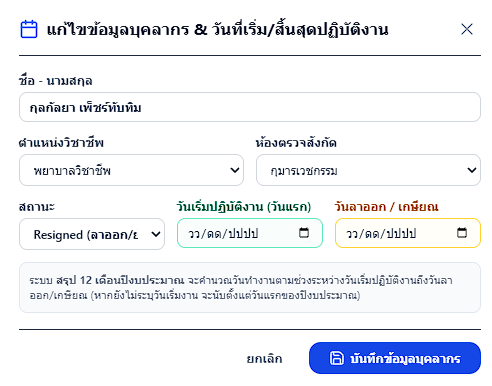 แก้ไขข้อมูลบุคลากร & วันที่เริ่ม/สิ้นสุดปฏิบัติงาน
ชื่อ - นามสกุล
กุลกัลยา เพ็ชร์ทับทิม
ตำแหน่งวิชาชีพ
ห้องตรวจสังกัด
พยาบาลวิชาชีพ
กุมารเวชกรรม
สถานะ
วันเริ่มปฏิบัติงาน (วันแรก)
วันลาออก / เกษียณ
Resigned (ลาออก/เ
วว/ดด/ปปปป
วว/ดด/ปปปป
ระบบ สรุป 12 เดือนปีงบประมาณ จะคำนวณวันทำงานตามช่วงระหว่างวันเริ่มปฏิบัติงานถึงวันลา
ออก/เกษียณ (หากยังไม่ระบุวันเริ่มงาน จะนับตั้งแต่วันแรกของปีงบประมาณ)
ยกเลิก
บันทึกข้อมูลบุคลากร